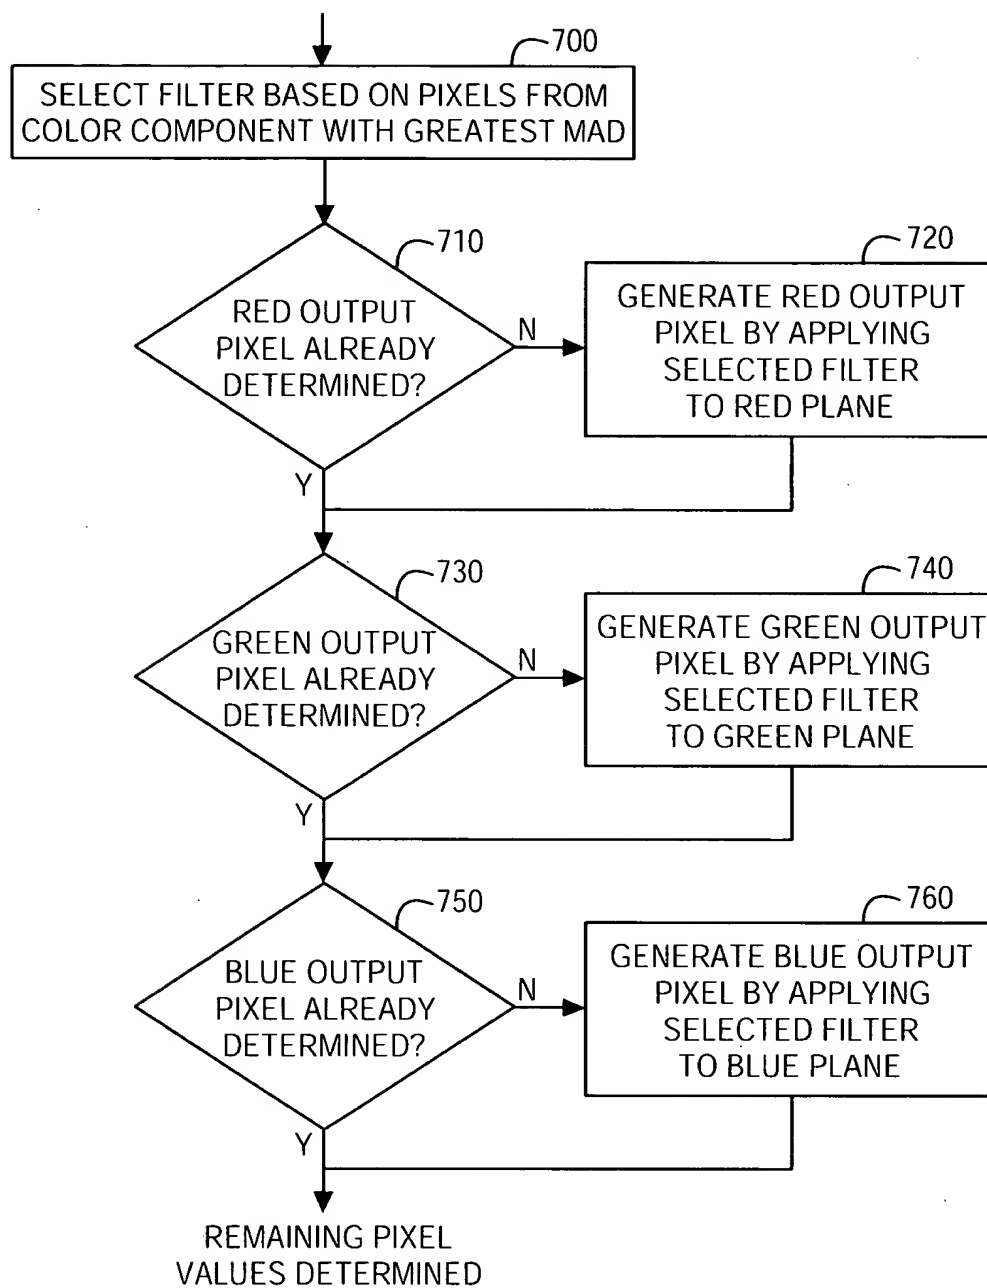 700
SELECT FILTER BASED ON PIXELS FROM
COLOR COMPONENT WITH GREATEST MAD
710
RED OUTPUT
PIXEL ALREADY
DETERMINED?
N
Y
720
GENERATE RED OUTPUT
PIXEL BY APPLYING
SELECTED FILTER
TO RED PLANE
730
GREEN OUTPUT
PIXEL ALREADY
DETERMINED?
N
Y
740
GENERATE GREEN OUTPUT
PIXEL BY APPLYING
SELECTED FILTER
TO GREEN PLANE
750
BLUE OUTPUT
PIXEL ALREADY
DETERMINED?
N
Y
760
GENERATE BLUE OUTPUT
PIXEL BY APPLYING
SELECTED FILTER
TO BLUE PLANE
REMAINING PIXEL
VALUES DETERMINED